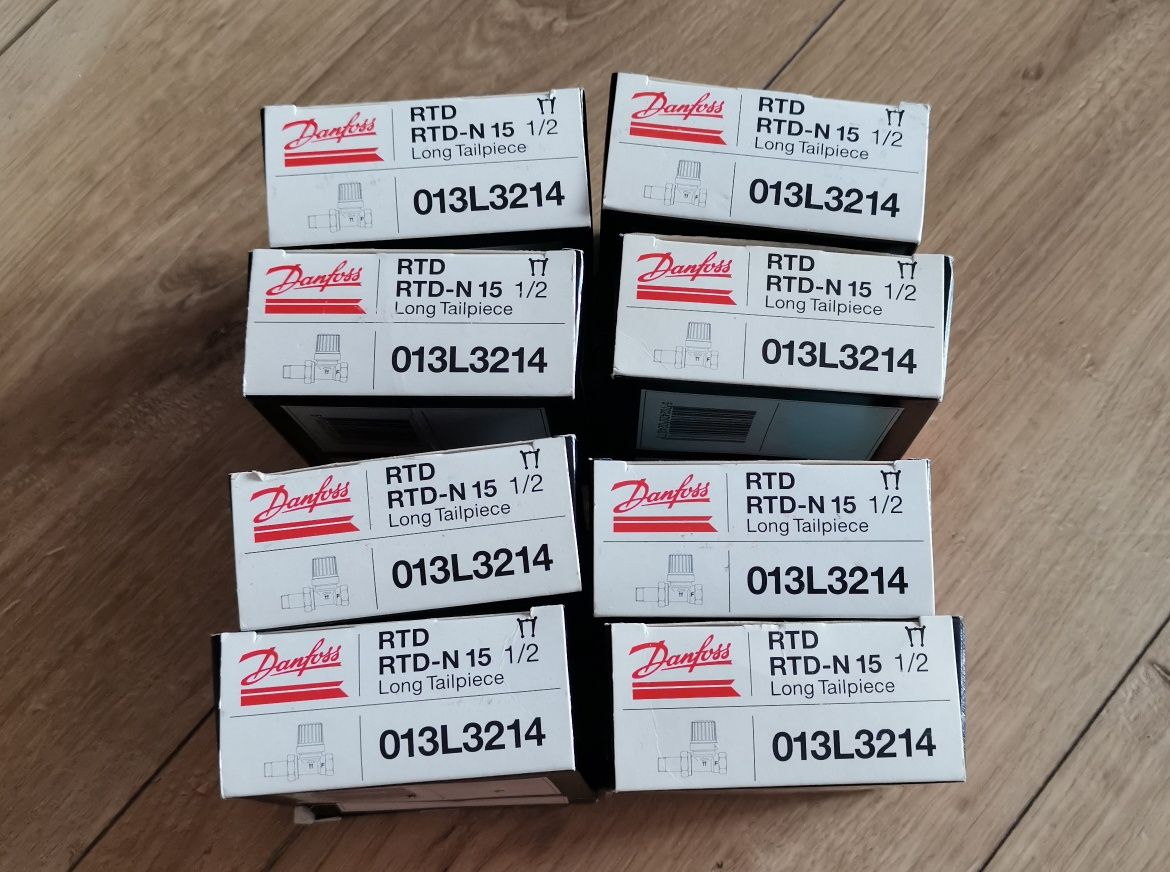 Danfoss
RTD
RTD-N 15 1/2
Long Tailpiece
013L3214
Danfoss
RTD
RTD-N 15 1/2
Long Tailpiece
013L3214
Danfoss
RTD
RTD-N 15 1/2
Long Tailpiece
013L3214
Danfoss
RTD
RTD-N 15 1/2
Long Tailpiece
013L3214
Danfoss
RTD
RTD-N 15 1/2
Long Tailpiece
013L3214
Danfoss
RTD
RTD-N 15 1/2
Long Tailpiece
013L3214
Danfoss
RTD
RTD-N 15 1/2
Long Tailpiece
013L3214
Danfoss
RTD
RTD-N 15 1/2
Long Tailpiece
013L3214